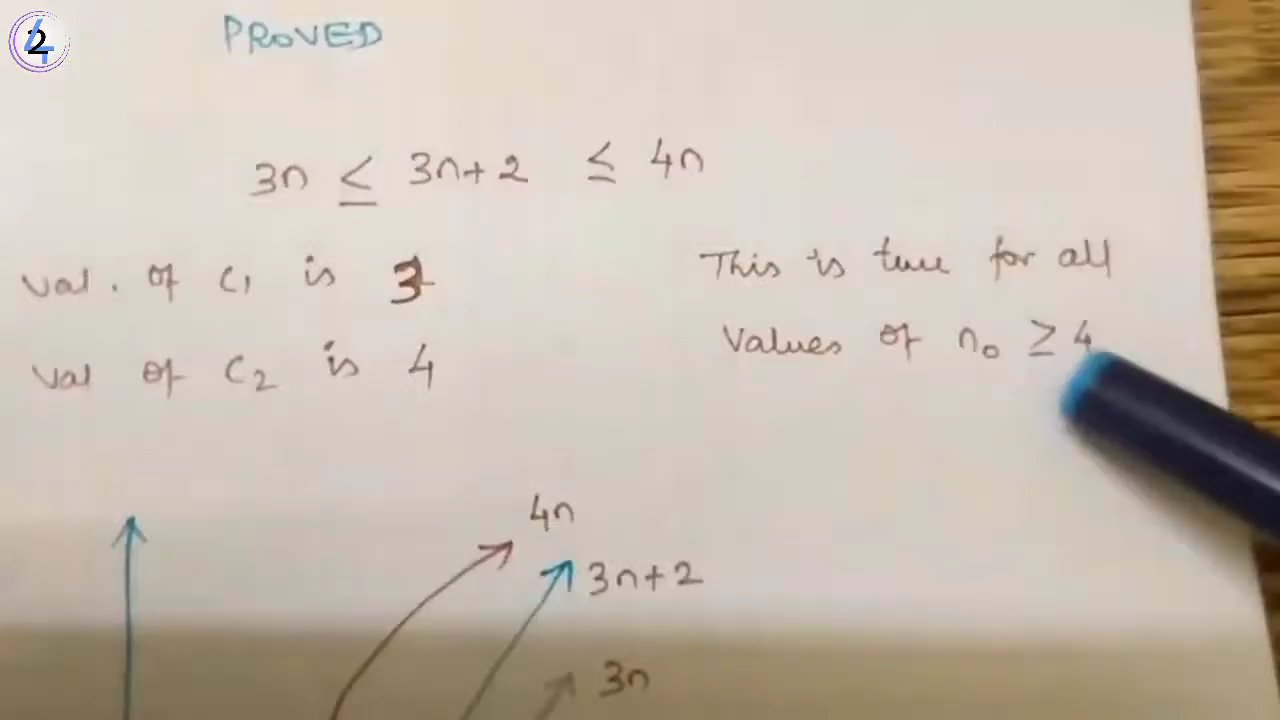 24
PROVED
3n ≤ 3n+2 ≤ 4n
Val. of C₁ is 3
Val of C₂ is 4
This is true for all
Values of n₀ ≥ 4
4n
3n+2
3n